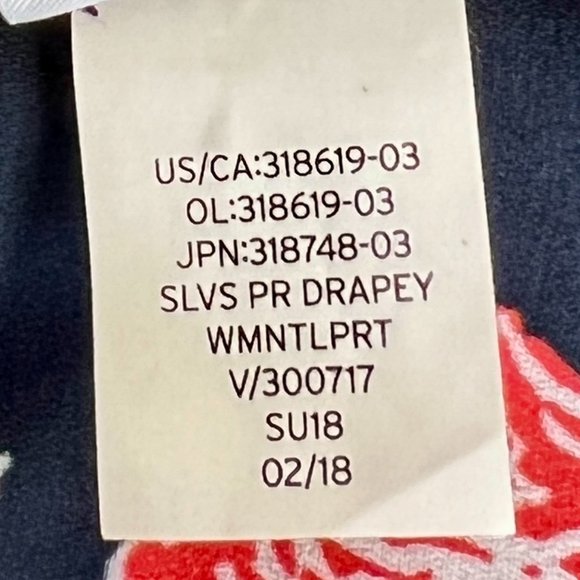 US/CA:318619-03
OL:318619-03
JPN:318748-03
SLVS PR DRAPEY
WMNTLPRT
V/300717
SU18
02/18